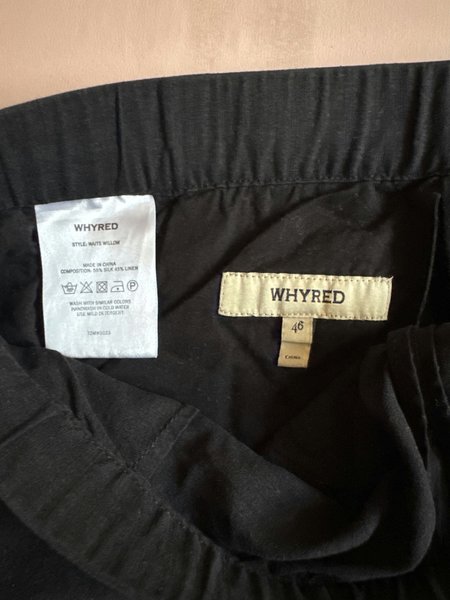 WHYRED
STYLE: WAITS WILLOW
MADE IN CHINA
COMPOSITION: 55% SILK 45% LINEN
P
WASH WITH SIMILAR COLORS
HANDWASH IN COLD WATER
USE MILD DETERGENT
WHYRED
46
CHINA